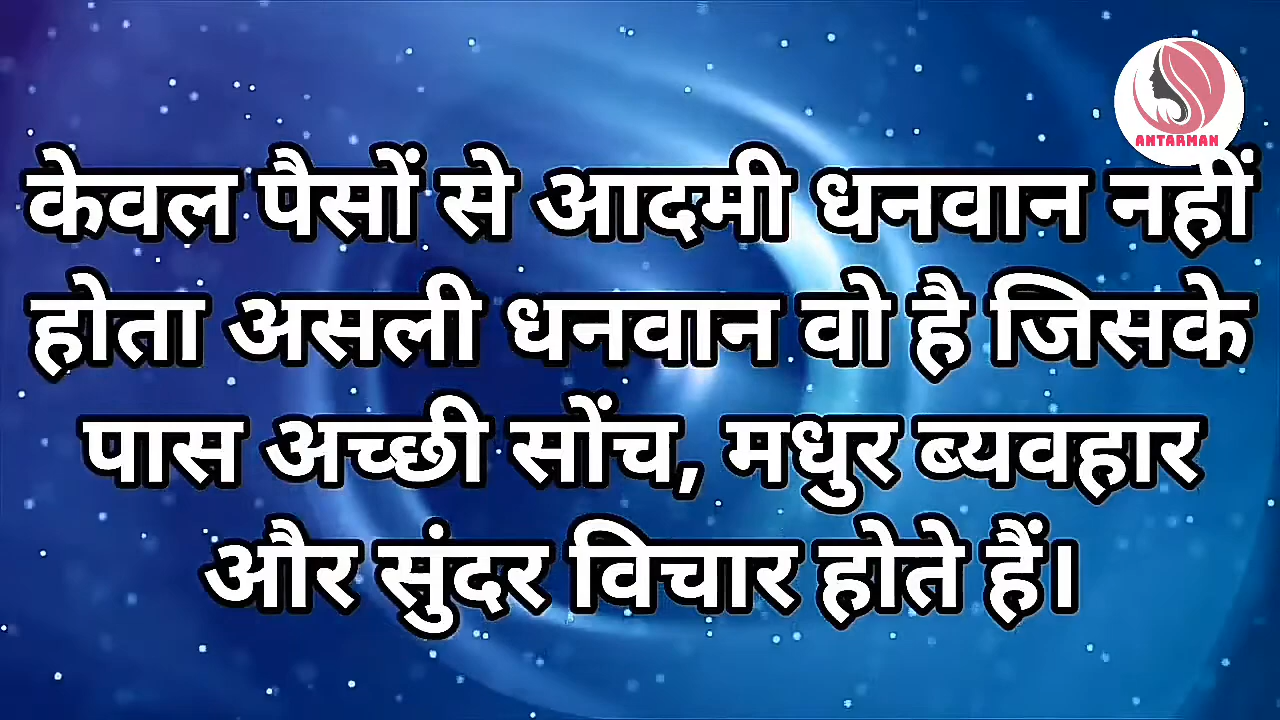 ANTARMAN
केवल पैसों से आदमी धनवान नहीं
होता असली धनवान वो है जिसके
पास अच्छी सोंच, मधुर ब्यवहार
और सुंदर विचार होते हैं।